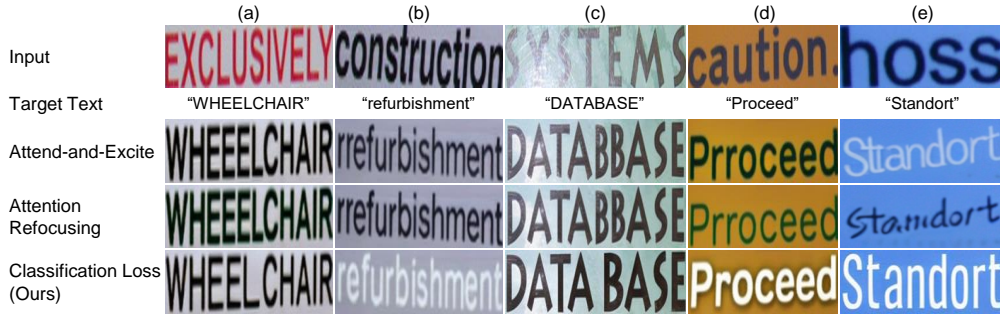 (a) (b) (c) (d) (e)
Input EXCLUSIVELY construction SYSTEMS caution. hoss
Target Text "WHEELCHAIR" "refurbishment" "DATABASE" "Proceed" "Standort"
Attend-and-Excite WHEEELCHAIR rrefurbishment DATABBASE Prroceed Sttandort
Attention
Refocusing WHEEELCHAIR rrefurbishment DATABBASE Prroceed Stamdort
Classification Loss
(Ours) WHEEL CHAIR refurbishment DATA BASE Proceed Standort